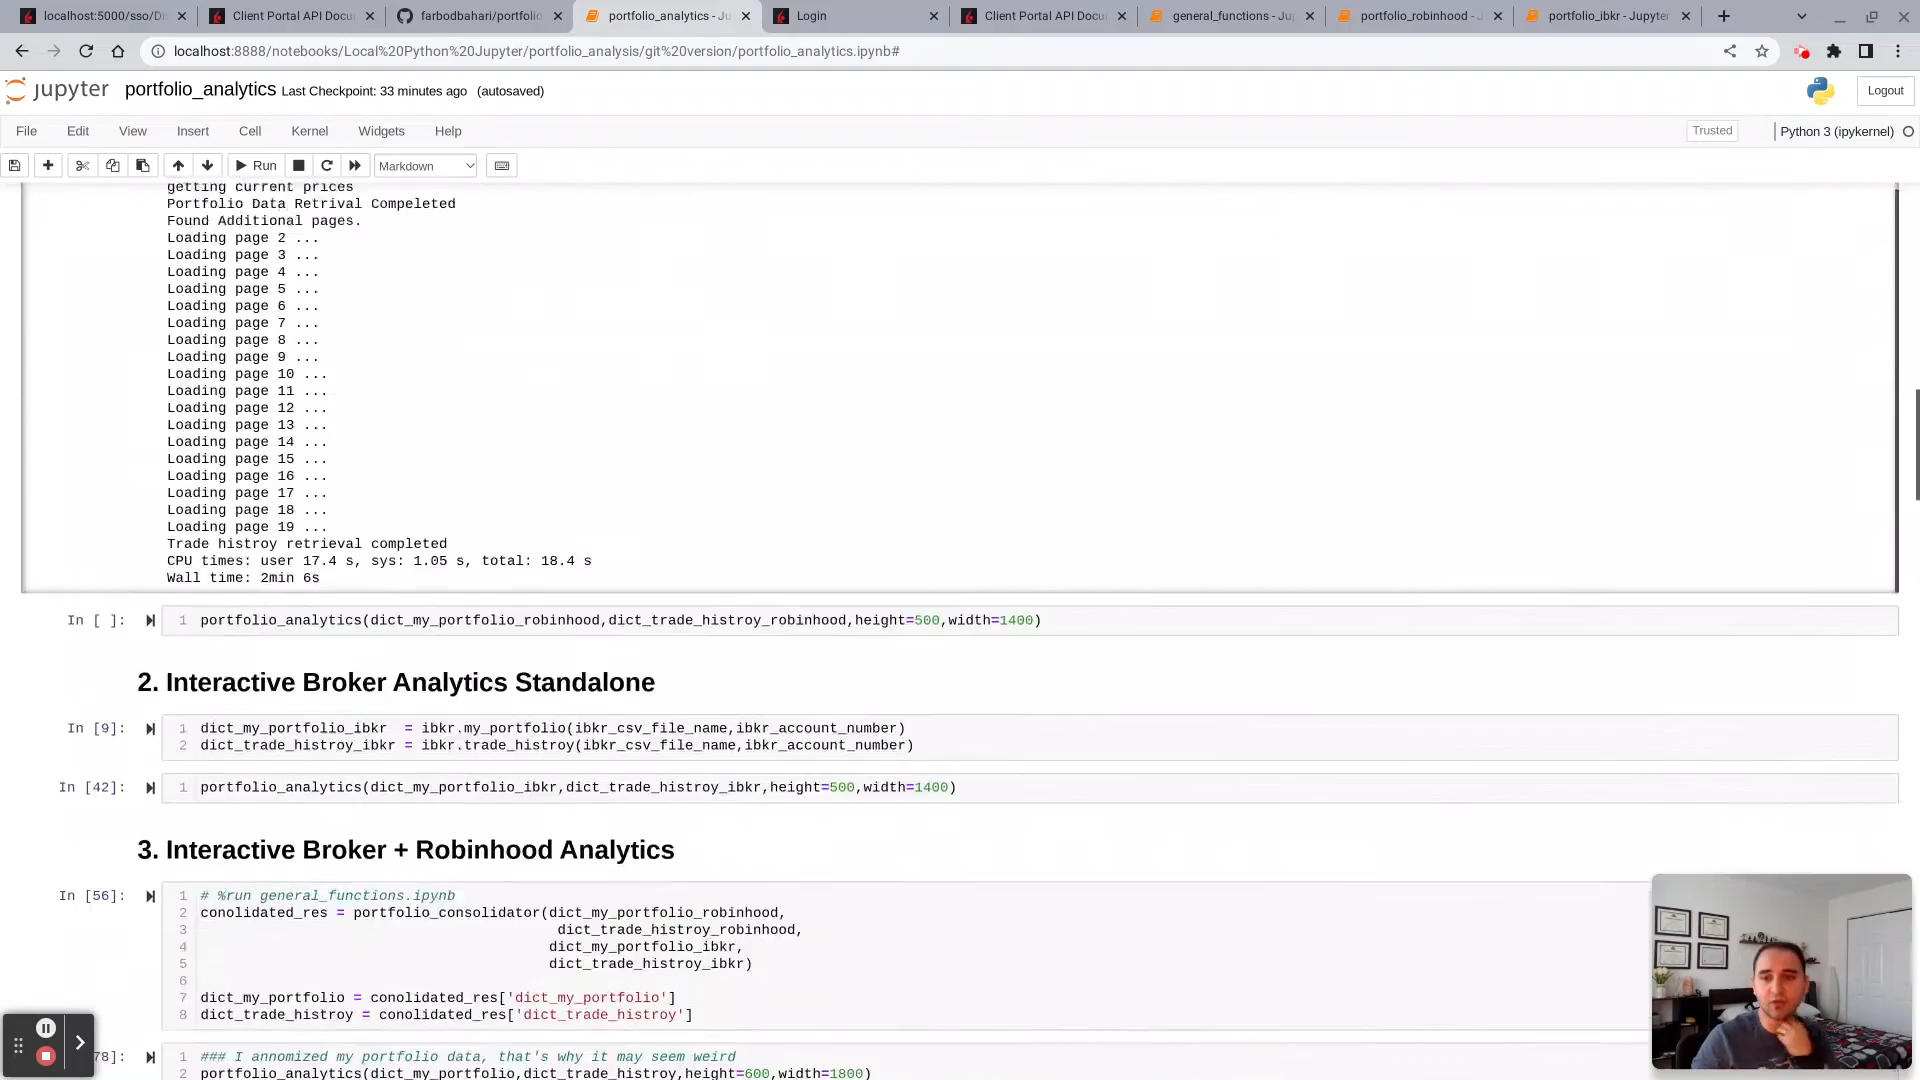 localhost:5000/sso/Di
Client Portal API Docu
farbodbahari/portfolio
portfolio_analytics - Ju
Login
Client Portal API Docu
general_functions - Ju
portfolio_robinhood - J
portfolio_ibkr - Jupyter
localhost:8888/notebooks/Local%20Python%20Jupyter/portfolio_analysis/git%20version/portfolio_analytics.ipynb#
jupyter portfolio_analytics Last Checkpoint: 33 minutes ago (autosaved)
Logout
File Edit View Insert Cell Kernel Widgets Help
Trusted
Python 3 (ipykernel)
Run
Markdown
getting current prices
Portfolio Data Retrival Compeleted
Found Additional pages.
Loading page 2 ...
Loading page 3 ...
Loading page 4 ...
Loading page 5 ...
Loading page 6 ...
Loading page 7 ...
Loading page 8 ...
Loading page 9 ...
Loading page 10 ...
Loading page 11 ...
Loading page 12 ...
Loading page 13 ...
Loading page 14 ...
Loading page 15 ...
Loading page 16 ...
Loading page 17 ...
Loading page 18 ...
Loading page 19 ...
Trade histroy retrieval completed
CPU times: user 17.4 s, sys: 1.05 s, total: 18.4 s
Wall time: 2min 6s
In [ ]: 1 portfolio_analytics(dict_my_portfolio_robinhood,dict_trade_histroy_robinhood,height=500,width=1400)
2. Interactive Broker Analytics Standalone
In [9]: 1 dict_my_portfolio_ibkr  = ibkr.my_portfolio(ibkr_csv_file_name,ibkr_account_number)
2 dict_trade_histroy_ibkr = ibkr.trade_histroy(ibkr_csv_file_name,ibkr_account_number)
In [42]: 1 portfolio_analytics(dict_my_portfolio_ibkr,dict_trade_histroy_ibkr,height=500,width=1400)
3. Interactive Broker + Robinhood Analytics
In [56]: 1 # %run general_functions.ipynb
2 conolidated_res = portfolio_consolidator(dict_my_portfolio_robinhood,
3 dict_trade_histroy_robinhood,
4 dict_my_portfolio_ibkr,
5 dict_trade_histroy_ibkr)
6
7 dict_my_portfolio = conolidated_res['dict_my_portfolio']
8 dict_trade_histroy = conolidated_res['dict_trade_histroy']
78]: 1 ### I annomized my portfolio data, that's why it may seem weird
2 portfolio_analytics(dict_my_portfolio,dict_trade_histroy,height=600,width=1800)